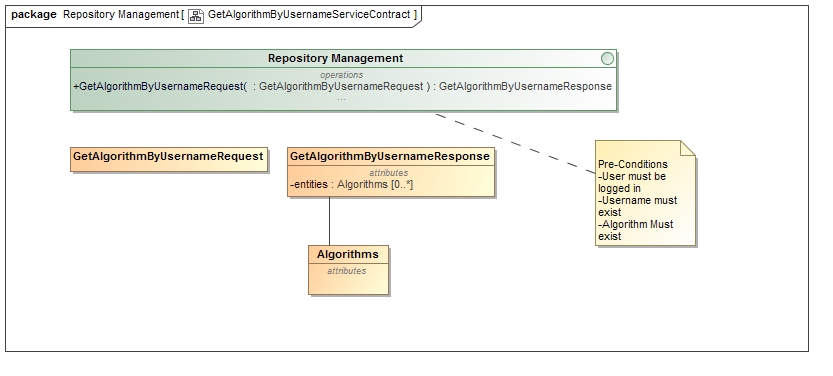 package Repository Management [ GetAlgorithmByUsernameServiceContract ]
Repository Management
operations
+GetAlgorithmByUsernameRequest( : GetAlgorithmByUsernameRequest ) : GetAlgorithmByUsernameResponse
...
GetAlgorithmByUsernameRequest
GetAlgorithmByUsernameResponse
attributes
-entities : Algorithms [0..*]
Pre-Conditions
-User must be
logged in
-Username must
exist
-Algorithm Must
exist
Algorithms
attributes